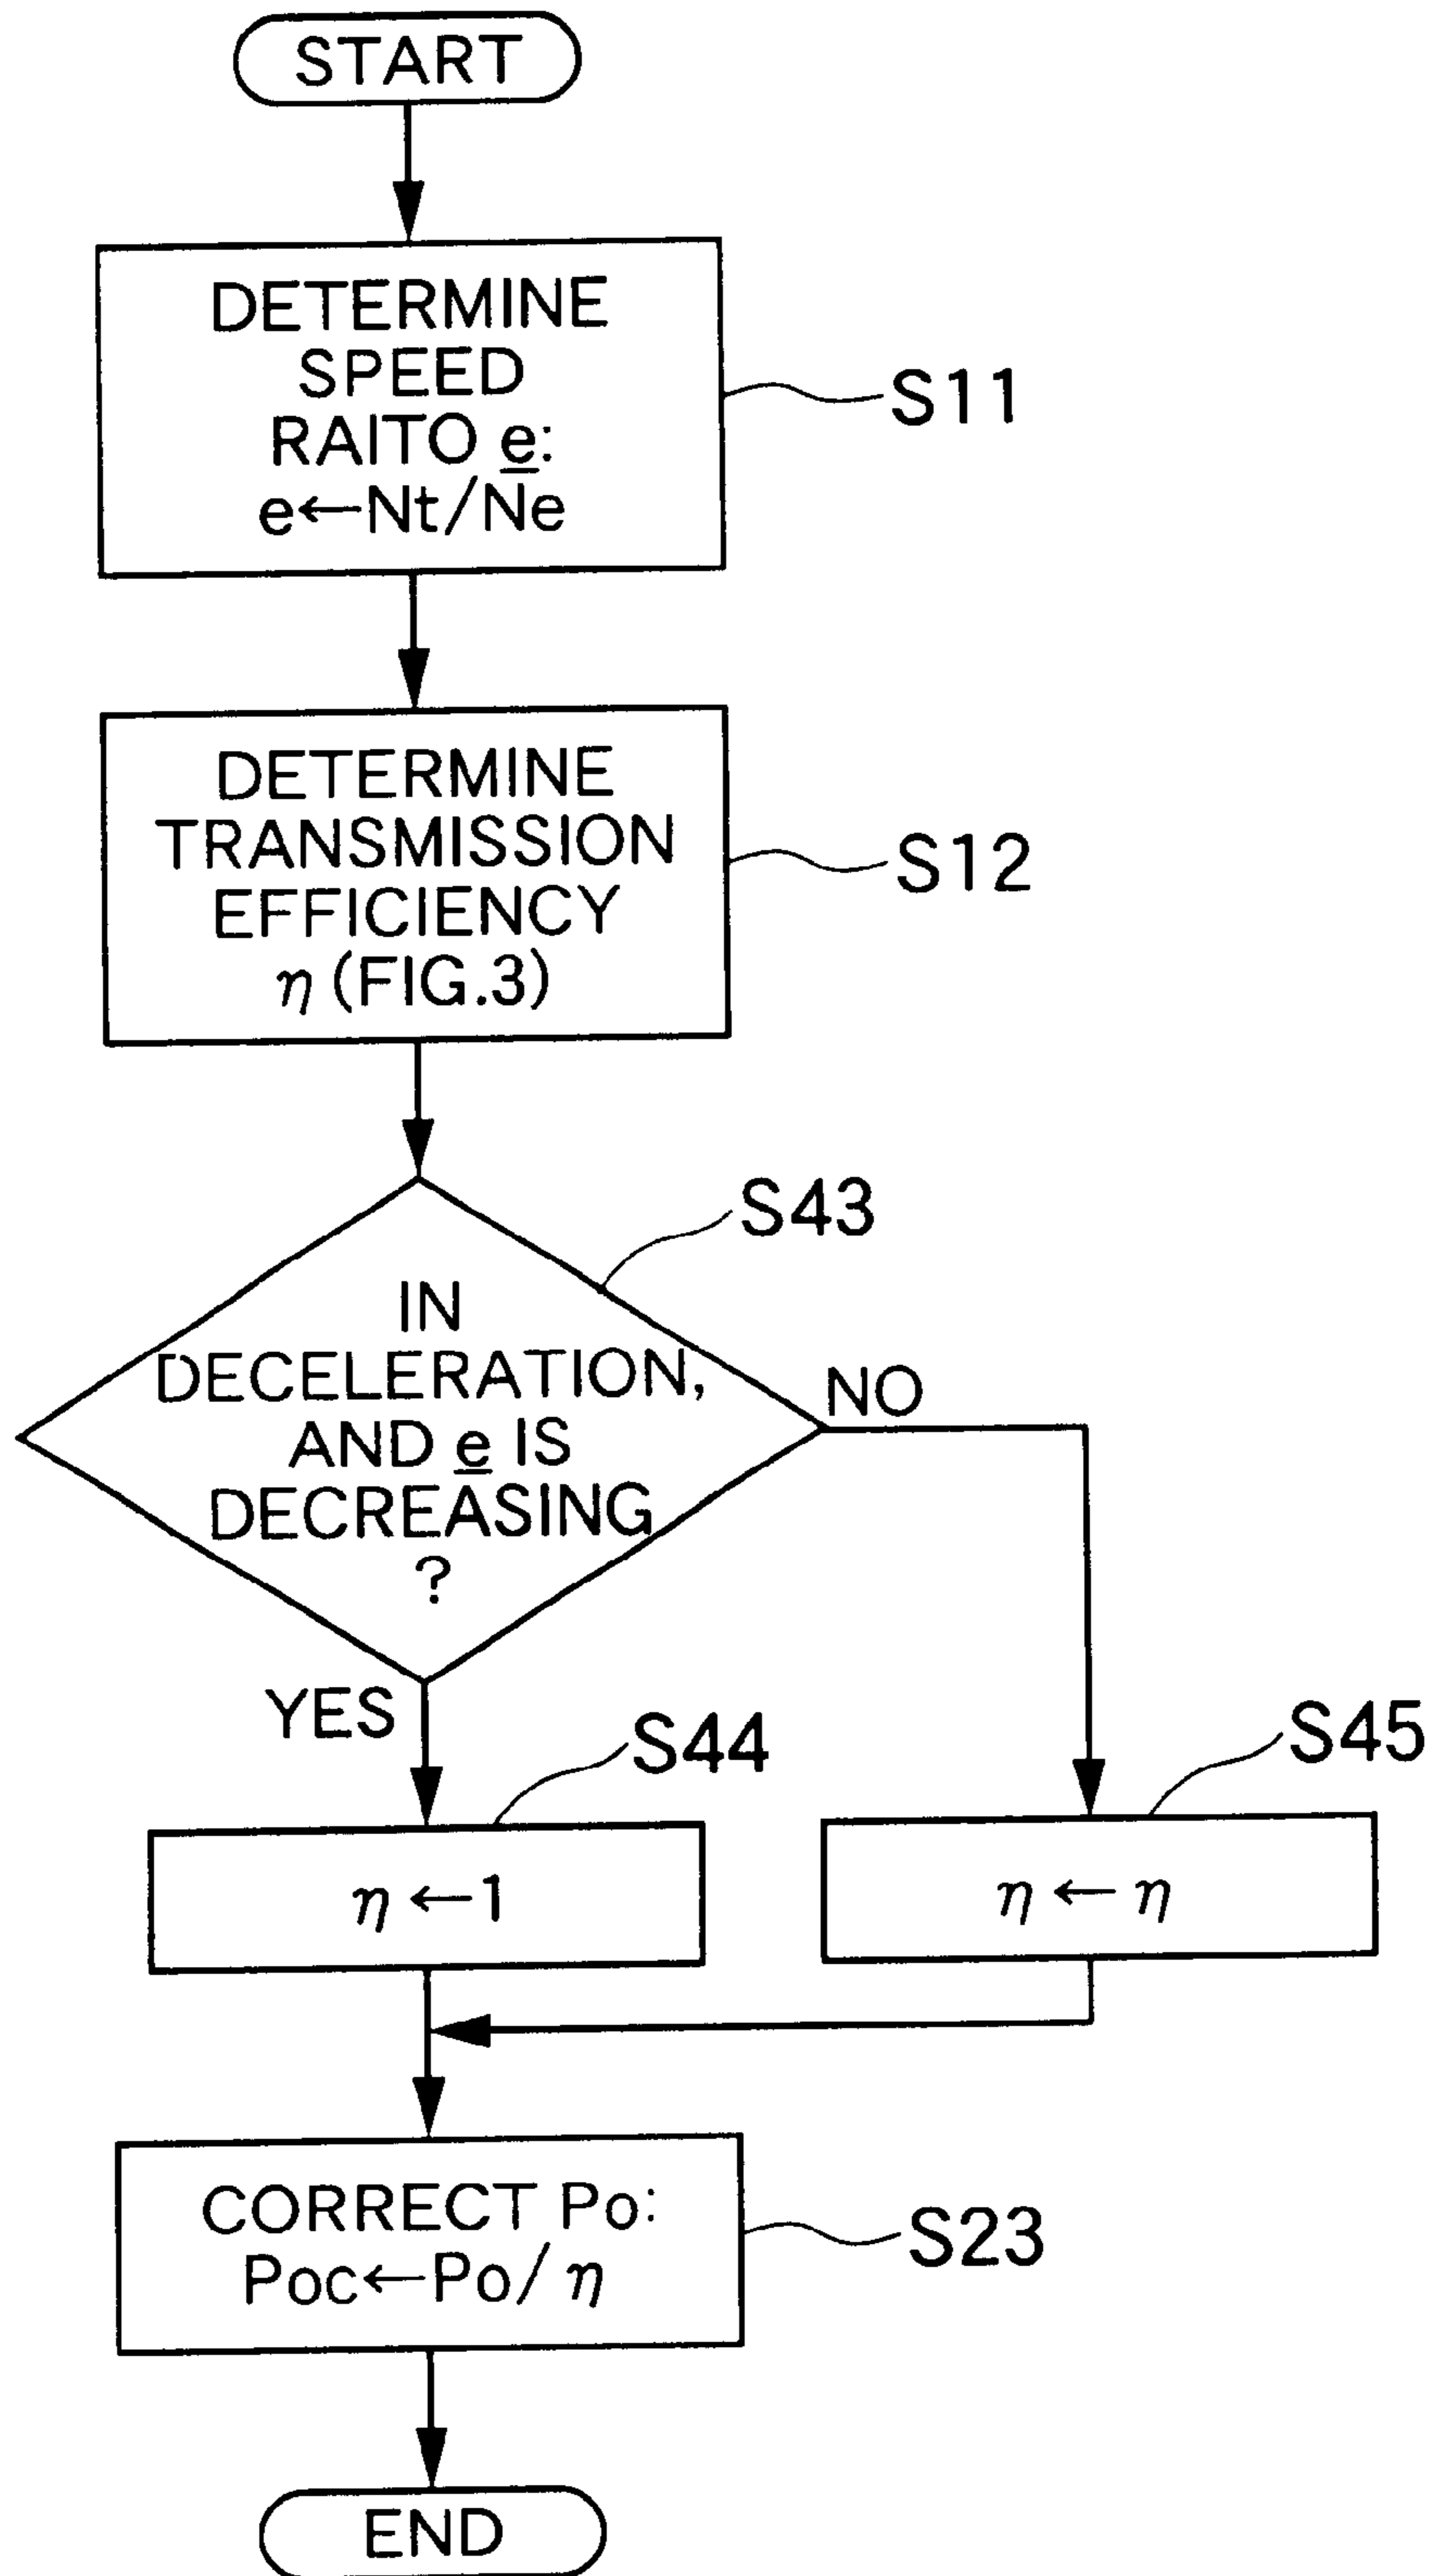 START
DETERMINE
SPEED
RAITO e:
e←Nt/Ne
S11
DETERMINE
TRANSMISSION
EFFICIENCY
η (FIG.3)
S12
S43
IN
DECELERATION,
AND e IS
DECREASING
?
NO
YES
S44
S45
η ←1
η ← η
CORRECT Po:
Poc←Po/ η
S23
END